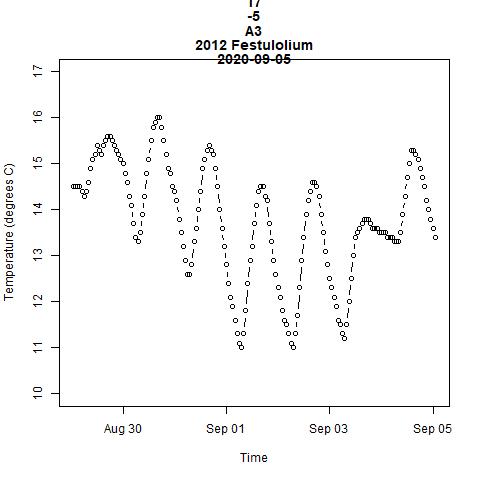 17
-5
A3
2012 Festulolium
2020-09-05
Temperature (degrees C)
17
16
15
14
13
12
11
10
Aug 30
Sep 01
Sep 03
Sep 05
Time